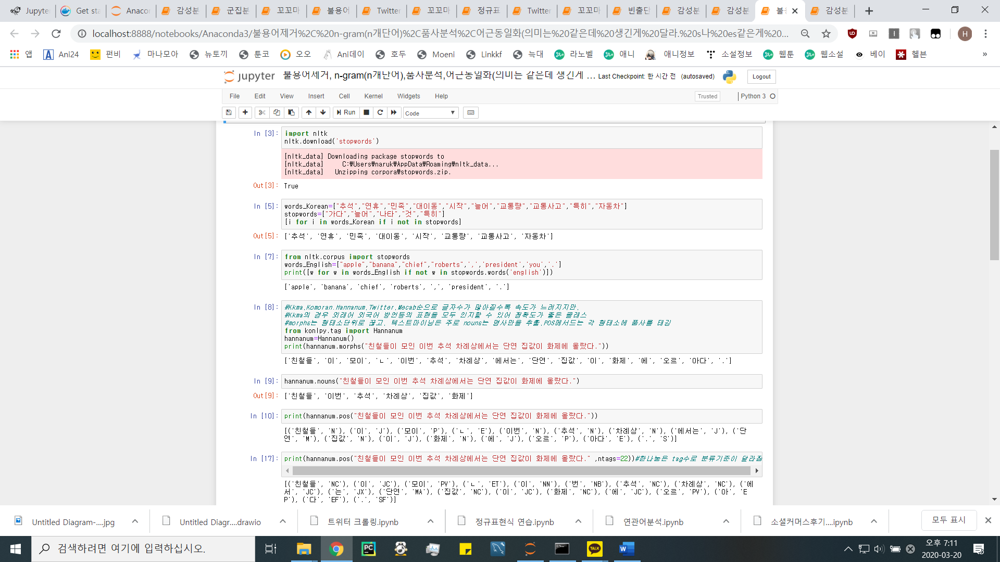 Jupyter
Get sta
Anacon
감성분
군집분
꼬꼬마
불용어
Twitter
꼬꼬마
정규표
Twitter
꼬꼬마
빈출단
감성분
감성분
불용
감성분
localhost:8888/notebooks/Anaconda3/불용어제거%2C%20n-gram(n개단어)%2C품사분석%2C어근동일화(의미는%20같은데%20생긴게%20달라.%20s나%20es같은게%20...
앱 Ani24 펀비 마나모아 뉴토끼 툰코 오오 Ani데이 호두 Moeni Linkkf 늑대 라노벨 애니 애니정보 소설정보 웹툰 웹소설 베이 헬븐 »
jupyter 불용어제거, n-gram(n개단어),품사분석,어근동일화(의미는 같은데 생긴게 ... Last Checkpoint: 한 시간 전 (autosaved) Logout
File Edit View Insert Cell Kernel Widgets Help Trusted Python 3
Run Code
In [3]: import nltk
nltk.download('stopwords')
[nltk_data] Downloading package stopwords to
[nltk_data]     C:₩Users₩naruk₩AppData₩Roaming₩nltk_data...
[nltk_data]   Unzipping corpora₩stopwords.zip.
Out[3]: True
In [5]: words_Korean=["추석","연휴","민족","대이동","시작","늘어","교통량","교통사고","특히","자동차"]
stopwords=["가다","늘어","나타","것","특히"]
[i for i in words_Korean if i not in stopwords]
Out[5]: ['추석', '연휴', '민족', '대이동', '시작', '교통량', '교통사고', '자동차']
In [7]: from nltk.corpus import stopwords
words_English=["apple","banana","chief","roberts",',','president','you','.']
print([w for w in words_English if not w in stopwords.words('english')])
['apple', 'banana', 'chief', 'roberts', ',', 'president', '.']
In [8]: #Kkma,Komoran,Hannanum,Twitter,Mecab순으로 글자수가 많아질수록 속도가 느려지지만,
#Kkma의 경우 외래어 외국어 방언등의 표현을 모두 인지할 수 있어 정확도가 좋은 클래스
#morphs는 형태소단위로 끊고, 텍스트마이닝은 주로 nouns는 명사만을 추출,POS메서드는 각 형태소에 품사를 태깅
from konlpy.tag import Hannanum
hannanum=Hannanum()
print(hannanum.morphs("친철들이 모인 이번 추석 차례상에서는 단연 집값이 화제에 올랐다."))
['친철들', '이', '모이', 'ㄴ', '이번', '추석', '차례상', '에서는', '단연', '집값', '이', '화제', '에', '오르', '아다', '.']
In [9]: hannanum.nouns("친철들이 모인 이번 추석 차례상에서는 단연 집값이 화제에 올랐다.")
Out[9]: ['친철들', '이번', '추석', '차례상', '집값', '화제']
In [10]: print(hannanum.pos("친철들이 모인 이번 추석 차례상에서는 단연 집값이 화제에 올랐다."))
[('친철들', 'N'), ('이', 'J'), ('모이', 'P'), ('ㄴ', 'E'), ('이번', 'N'), ('추석', 'N'), ('차례상', 'N'), ('에서는', 'J'), ('단
연', 'M'), ('집값', 'N'), ('이', 'J'), ('화제', 'N'), ('에', 'J'), ('오르', 'P'), ('아다', 'E'), ('.', 'S')]
In [17]: print(hannanum.pos("친철들이 모인 이번 추석 차례상에서는 단연 집값이 화제에 올랐다." ,ntags=22))#한나눔은 tag수로 분류기준이 달라짐
[('친철들', 'NC'), ('이', 'JC'), ('모이', 'PV'), ('ㄴ', 'ET'), ('이', 'NN'), ('번', 'NB'), ('추석', 'NC'), ('차례상', 'NC'), ('에
서', 'JC'), ('는', 'JX'), ('단연', 'MA'), ('집값', 'NC'), ('이', 'JC'), ('화제', 'NC'), ('에', 'JC'), ('오르', 'PV'), ('아', 'E
P'), ('다', 'EF'), ('.', 'SF')]
Untitled Diagram-....jpg
Untitled Diagr....drawio
트위터 크롤링.ipynb
정규표현식 연습.ipynb
연관어분석.ipynb
소셜커머스후기....ipynb
모두 표시
검색하려면 여기에 입력하십시오.
오후 7:11
2020-03-20